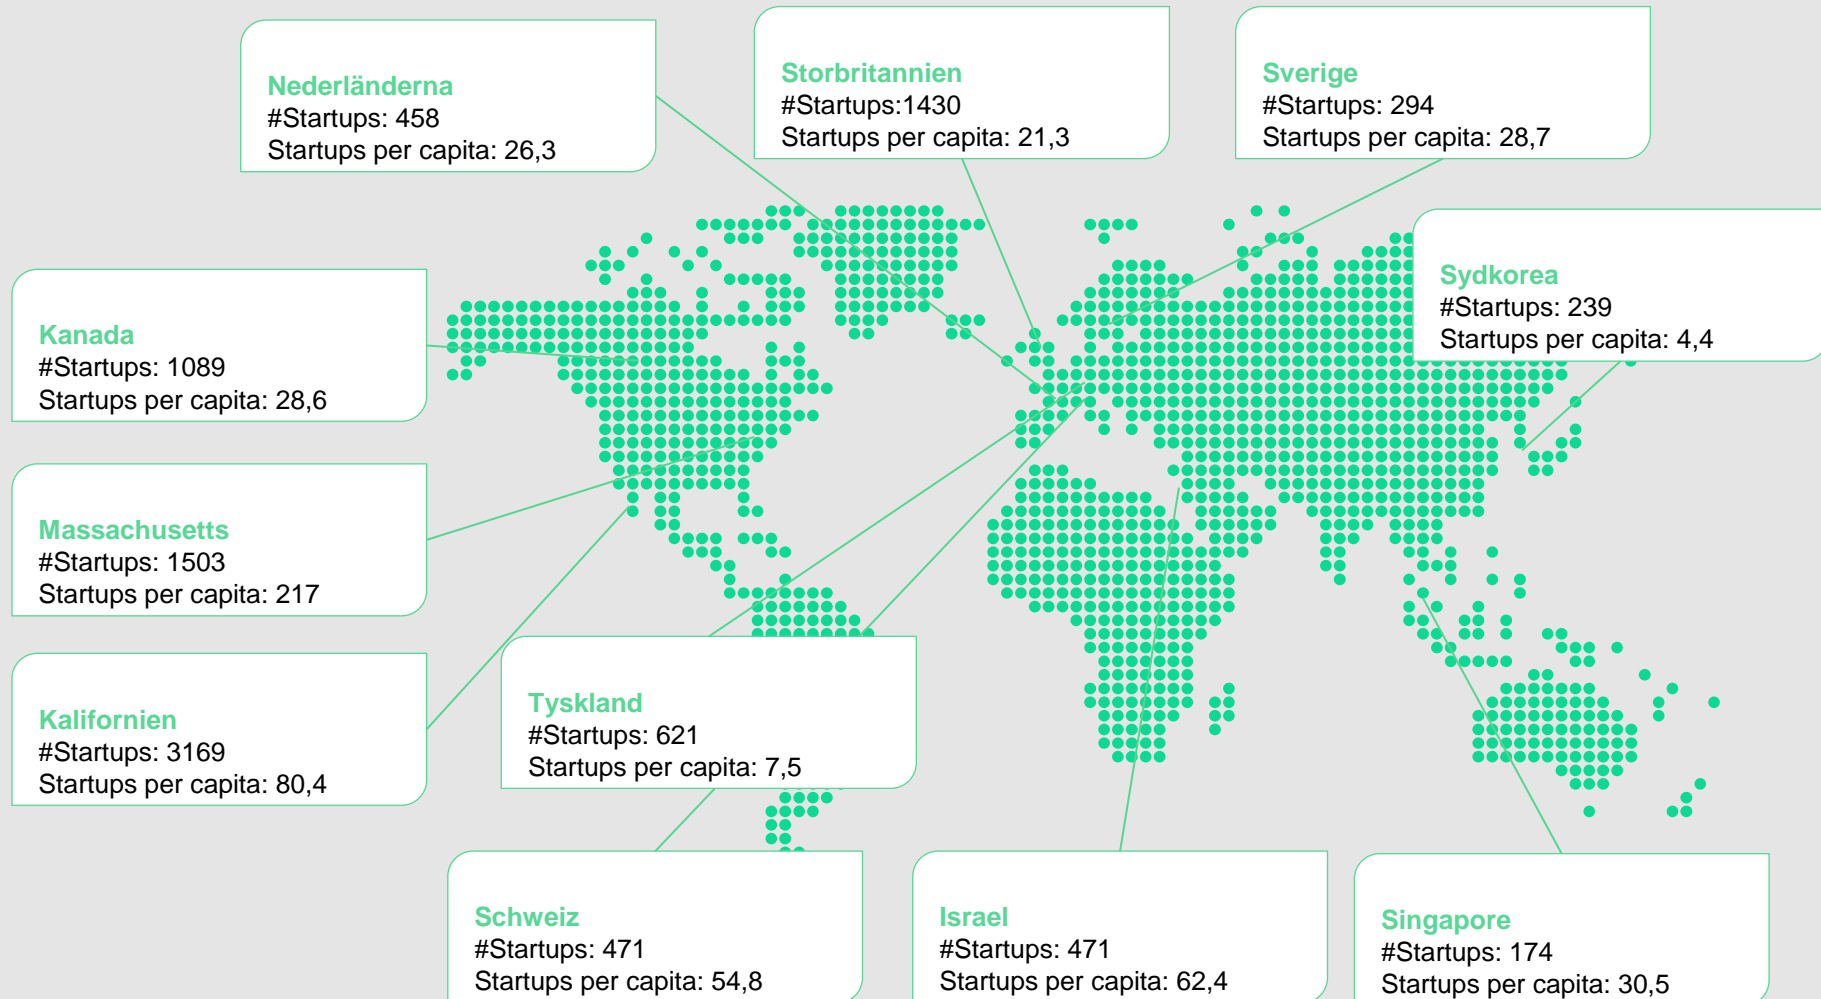 Nederländerna
#Startups: 458
Startups per capita: 26,3
Storbritannien
#Startups:1430
Startups per capita: 21,3
Sverige
#Startups: 294
Startups per capita: 28,7
Sydkorea
#Startups: 239
Startups per capita: 4,4
Kanada
#Startups: 1089
Startups per capita: 28,6
Massachusetts
#Startups: 1503
Startups per capita: 217
Kalifornien
#Startups: 3169
Startups per capita: 80,4
Tyskland
#Startups: 621
Startups per capita: 7,5
Schweiz
#Startups: 471
Startups per capita: 54,8
Israel
#Startups: 471
Startups per capita: 62,4
Singapore
#Startups: 174
Startups per capita: 30,5